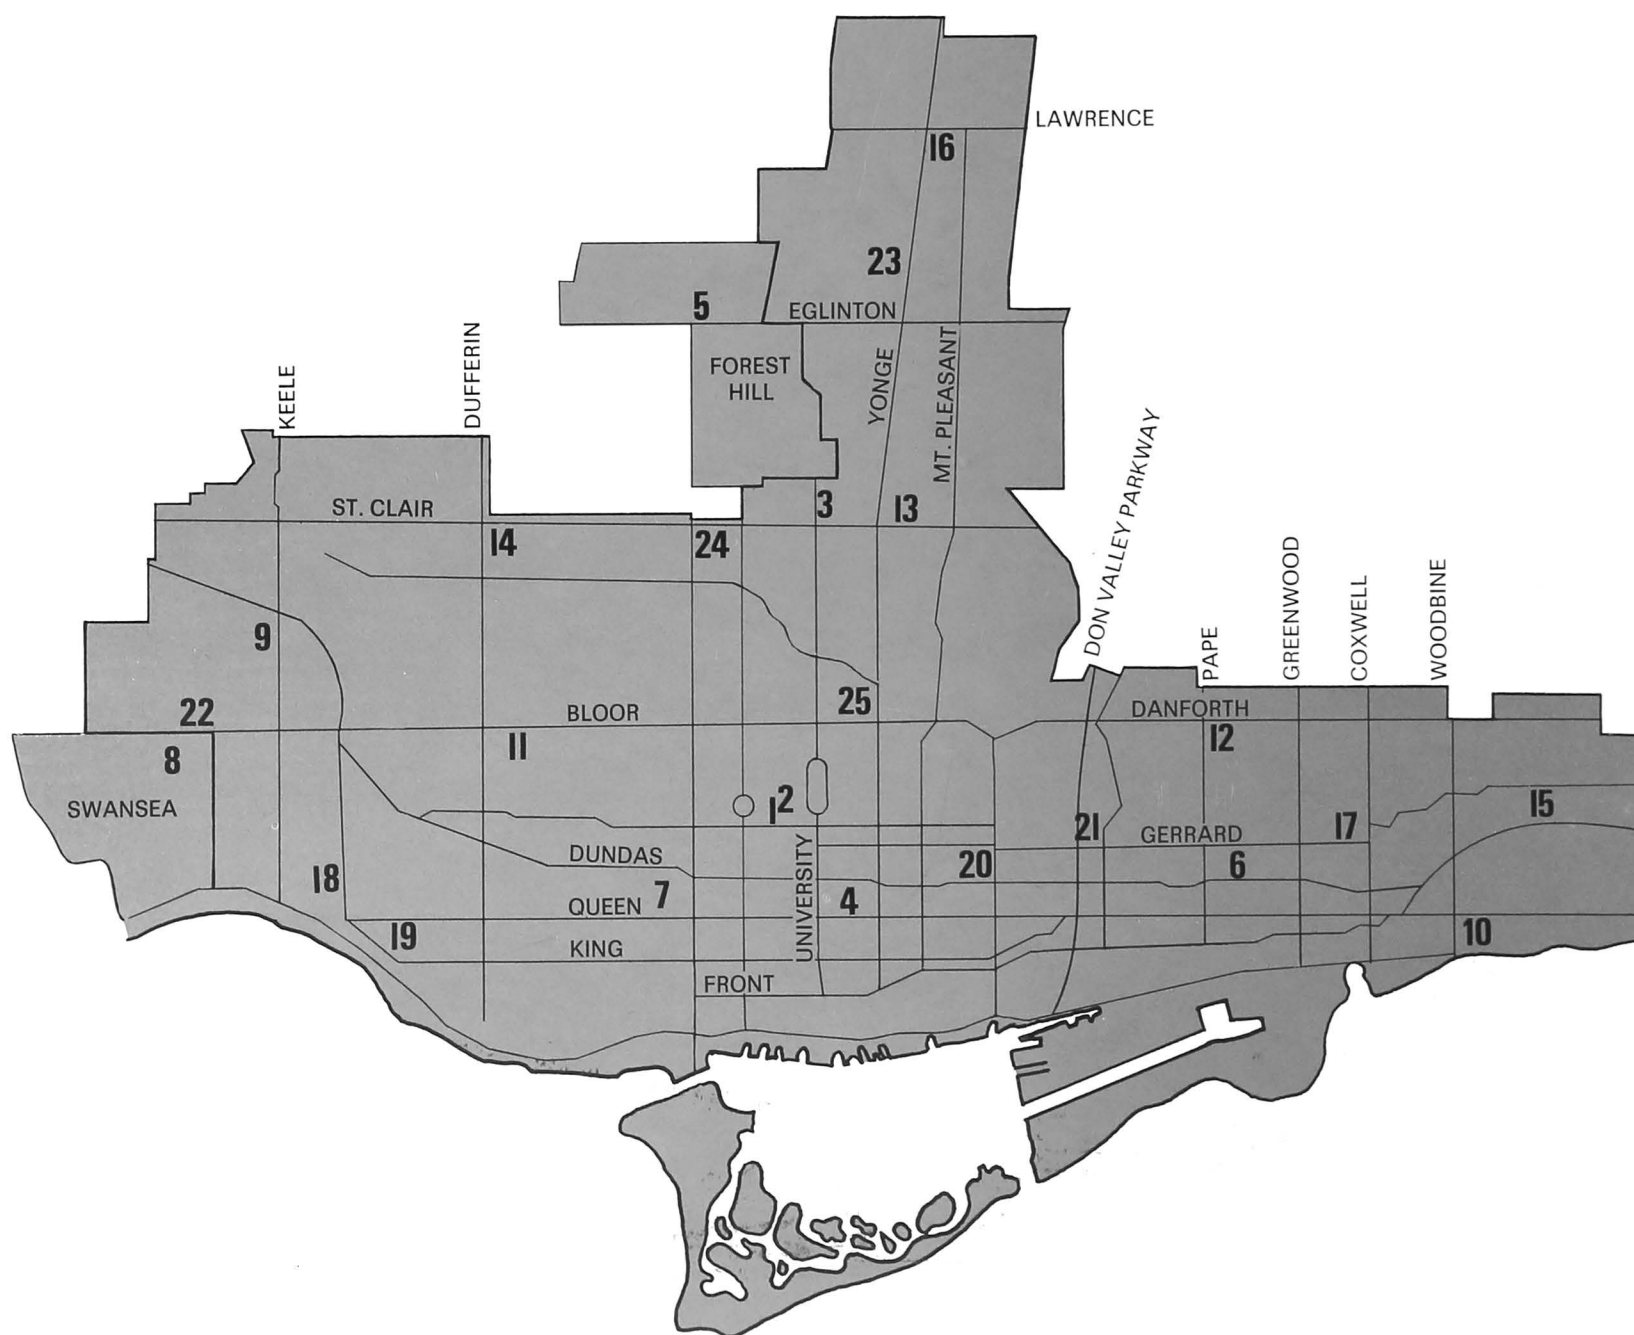 LAWRENCE
16
23
5
EGLINTON
FOREST
HILL
YONGE
MT. PLEASANT
KEELE
DUFFERIN
DON VALLEY PARKWAY
ST. CLAIR
3
13
14
24
GREENWOOD
COXWELL
WOODBINE
PAPE
9
22
BLOOR
25
DANFORTH
11
12
8
SWANSEA
1
2
15
21
GERRARD
17
DUNDAS
UNIVERSITY
20
6
18
7
QUEEN
4
19
KING
10
FRONT